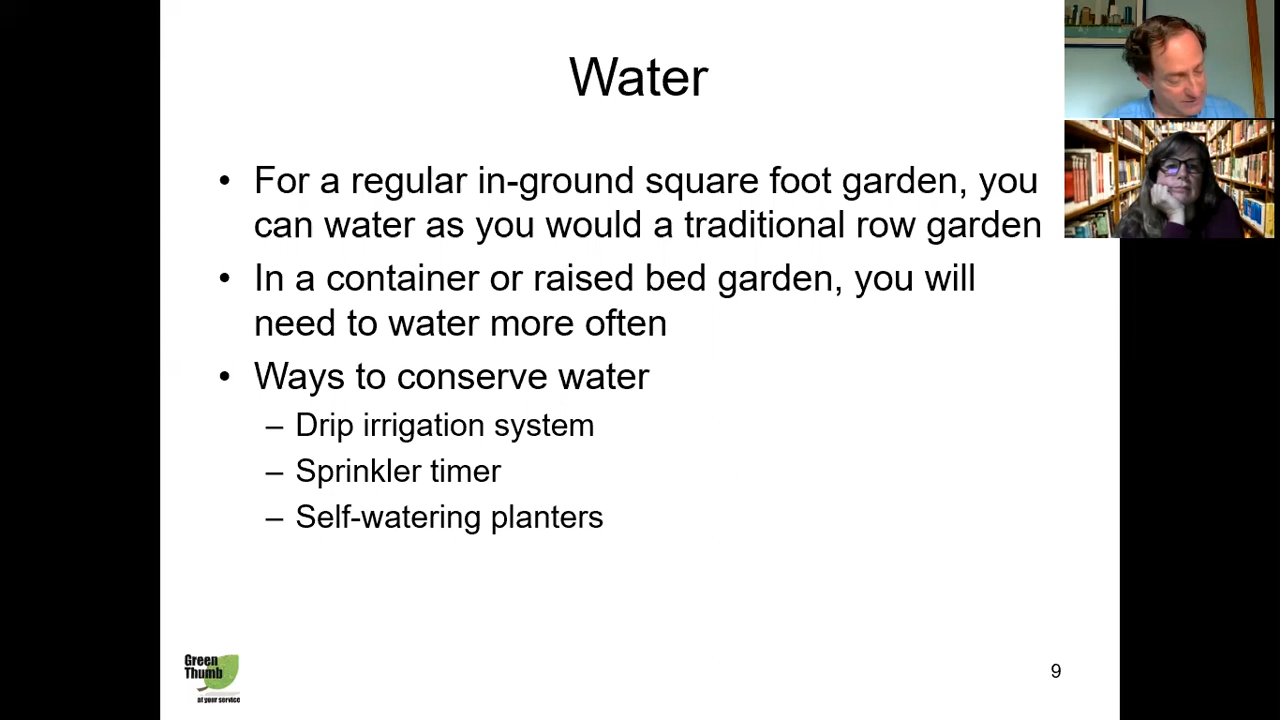 Water
• For a regular in-ground square foot garden, you
can water as you would a traditional row garden
• In a container or raised bed garden, you will
need to water more often
• Ways to conserve water
– Drip irrigation system
– Sprinkler timer
– Self-watering planters
Green
Thumb
at your service
9